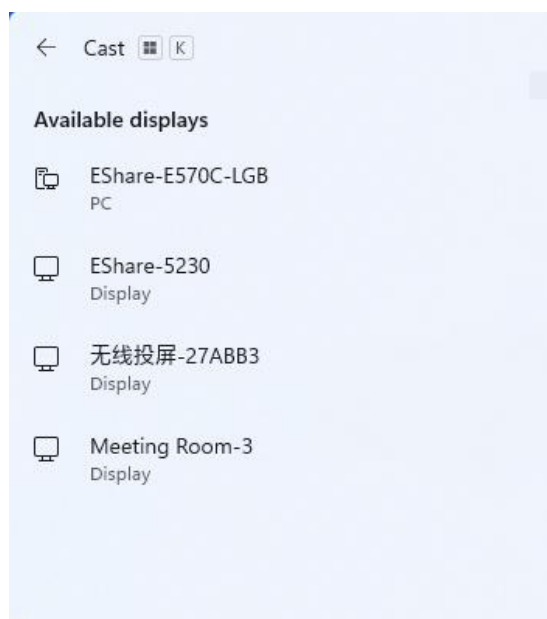 Cast K
Available displays
EShare-E570C-LGB
PC
EShare-5230
Display
无线投屏-27ABB3
Display
Meeting Room-3
Display